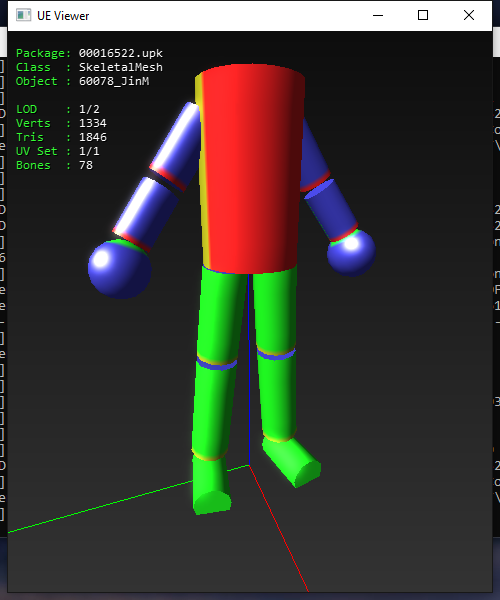 UE Viewer
Package: 00016522.upk
Class  : SkeletalMesh
Object : 60078_JinM
LOD    : 1/2
Verts  : 1334
Tris   : 1846
UV Set : 1/1
Bones  : 78